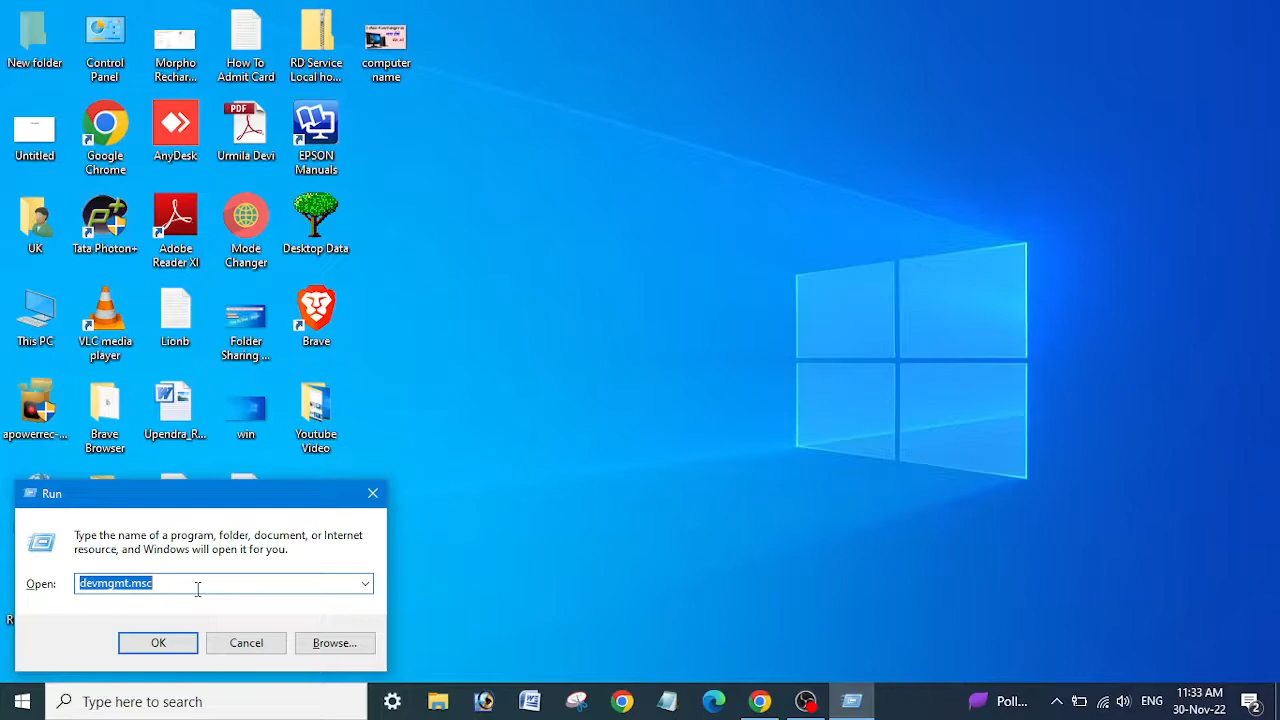 New folder
Control
Panel
Morpho
Rechar...
How To
Admit Card
RD Service
Local ho...
computer
name
Untitled
Google
Chrome
AnyDesk
PDF
Urmila Devi
EPSON
Manuals
UK
Tata Photon+
Adobe
Reader XI
Mode
Changer
Desktop Data
This PC
VLC media
player
Lionb
Folder
Sharing ...
Brave
apowerrec-...
Brave
Browser
Upendra_R...
win
Youtube
Video
Run
Type the name of a program, folder, document, or Internet
resource, and Windows will open it for you.
Open:
devmgmt.msc
OK
Cancel
Browse...
Type here to search
Poll...
ENG
11:33 AM
30-Nov-22
2